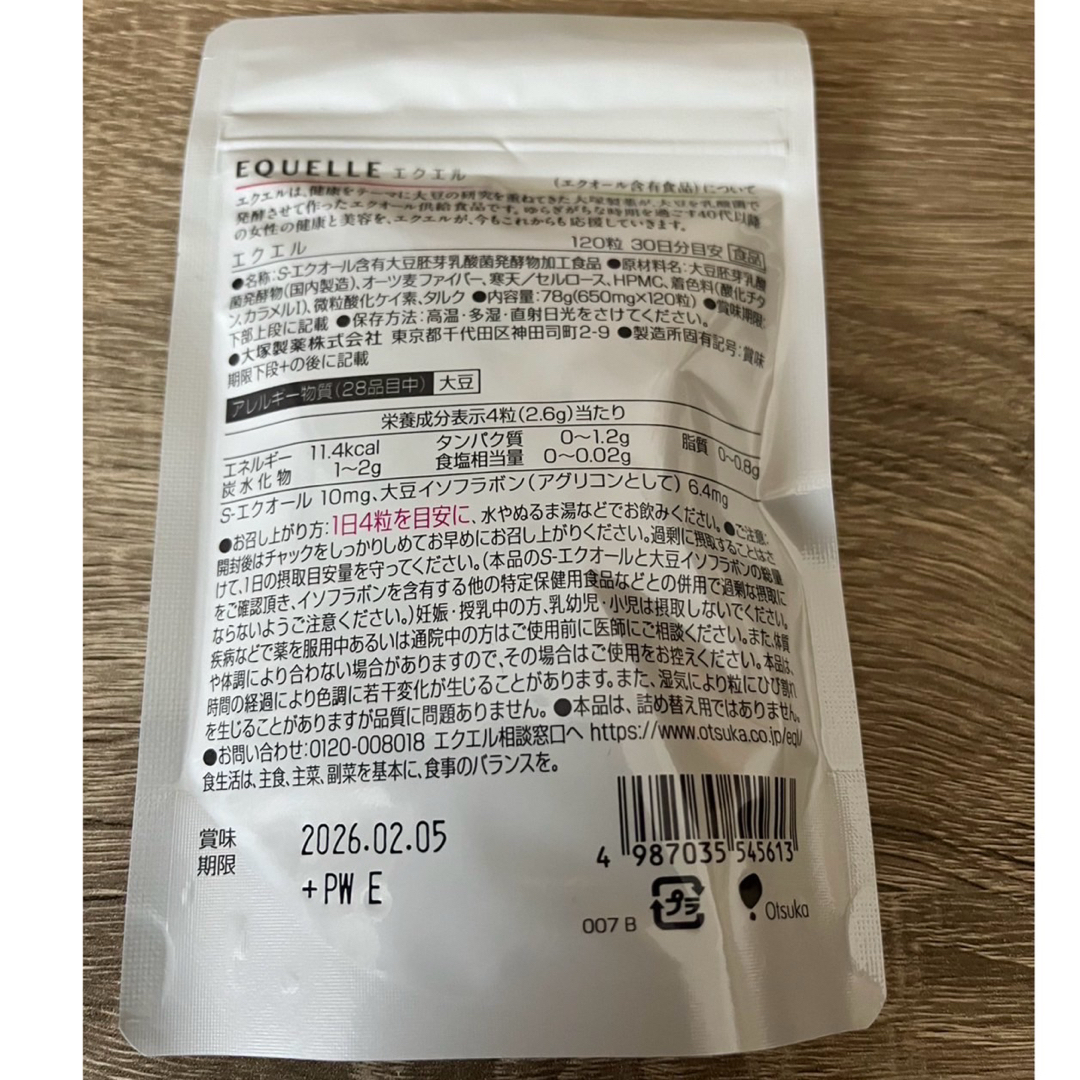 EQUELLE エクエル
(エクオール含有食品)について
エクエルは、健康をテーマに大豆の研究を重ねてきた大塚製薬が、大豆を乳酸菌で
発酵させて作ったエクオール供給食品です。ゆらぎがちな時期を過ごす40代以降
の女性の健康と美容を、エクエルが、今もこれからも応援していきます。
エクエル 120粒 30日分目安 食品
●名称:S-エクオール含有大豆胚芽乳酸菌発酵物加工食品 ●原材料名:大豆胚芽乳酸
菌発酵物(国内製造)、オーツ麦ファイバー、寒天/セルロース、HPMC、着色料(酸化チタ
ン、カラメルI)、微粒酸化ケイ素、タルク ●内容量:78g(650mg×120粒) ●賞味期限:
下部上段に記載 ●保存方法:高温・多湿・直射日光をさけてください。
●大塚製薬株式会社 東京都千代田区神田司町2-9 ●製造所固有記号:賞味
期限下段+の後に記載
アレルギー物質(28品目中) 大豆
栄養成分表示4粒(2.6g)当たり
エネルギー 11.4kcal タンパク質 0〜1.2g 脂質 0〜0.8g
炭水化物 1〜2g 食塩相当量 0〜0.02g
S-エクオール 10mg、大豆イソフラボン(アグリコンとして) 6.4mg
●お召し上がり方:1日4粒を目安に、水やぬるま湯などでお飲みください。●ご注意:
開封後はチャックをしっかりしめてお早めにお召し上がりください。過剰に摂取することはさ
けて、1日の摂取目安量を守ってください。(本品のS-エクオールと大豆イソフラボンの総量
をご確認頂き、イソフラボンを含有する他の特定保健用食品などとの併用で過剰な摂取に
ならないようご注意ください。)妊娠・授乳中の方、乳幼児・小児は摂取しないでください。
疾病などで薬を服用中あるいは通院中の方はご使用前に医師にご相談ください。また、体質
や体調により合わない場合がありますので、その場合はご使用をお控えください。本品は、
時間の経過により色調に若干変化が生じることがあります。また、湿気により粒にひび割れ
を生じることがありますが品質に問題ありません。●本品は、詰め替え用ではありません。
●お問い合わせ:0120-008018 エクエル相談窓口へ https://www.otsuka.co.jp/eql/
食生活は、主食、主菜、副菜を基本に、食事のバランスを。
賞味
期限
2026.02.05
+PW E
4 987035 545613
007 B
プラ
Otsuka